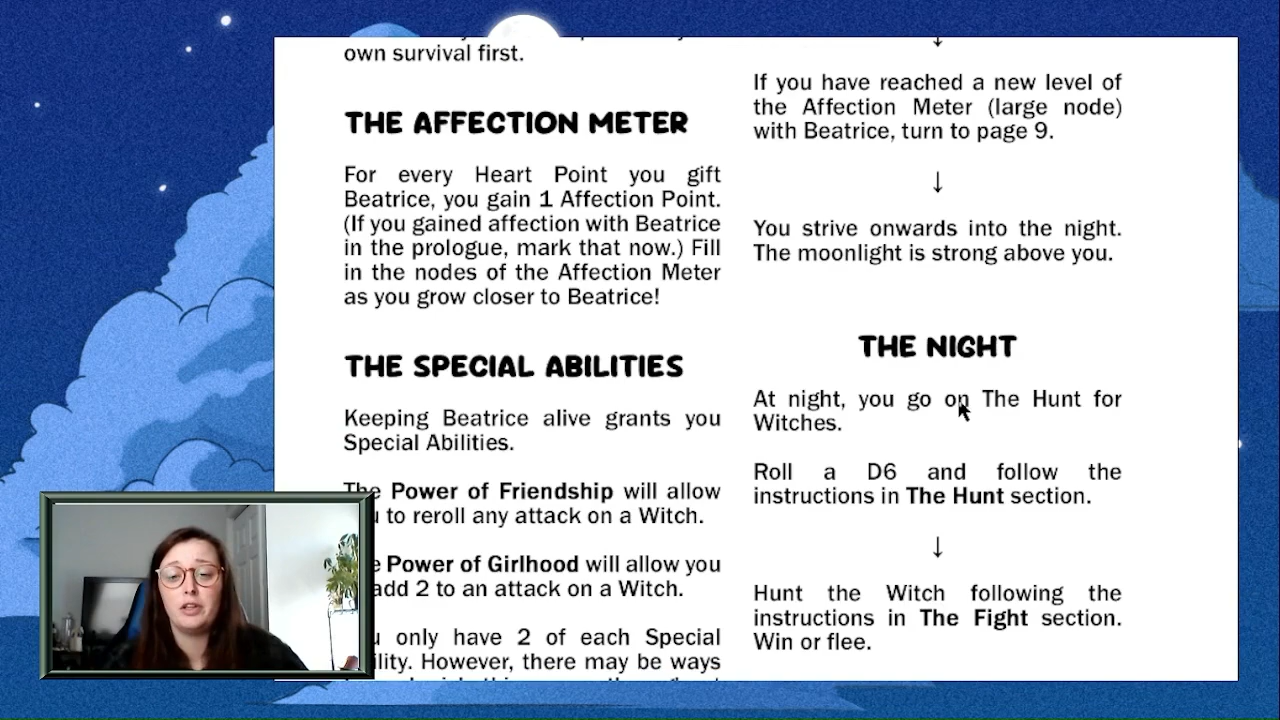 own survival first.
THE AFFECTION METER
For every Heart Point you gift
Beatrice, you gain 1 Affection Point.
(If you gained affection with Beatrice
in the prologue, mark that now.) Fill
in the nodes of the Affection Meter
as you grow closer to Beatrice!
THE SPECIAL ABILITIES
Keeping Beatrice alive grants you
Special Abilities.
The Power of Friendship will allow
u to reroll any attack on a Witch.
e Power of Girlhood will allow you
add 2 to an attack on a Witch.
u only have 2 of each Special
ility. However, there may be ways
↓
If you have reached a new level of
the Affection Meter (large node)
with Beatrice, turn to page 9.
↓
You strive onwards into the night.
The moonlight is strong above you.
THE NIGHT
At night, you go on The Hunt for
Witches.
Roll a D6 and follow the
instructions in The Hunt section.
↓
Hunt the Witch following the
instructions in The Fight section.
Win or flee.